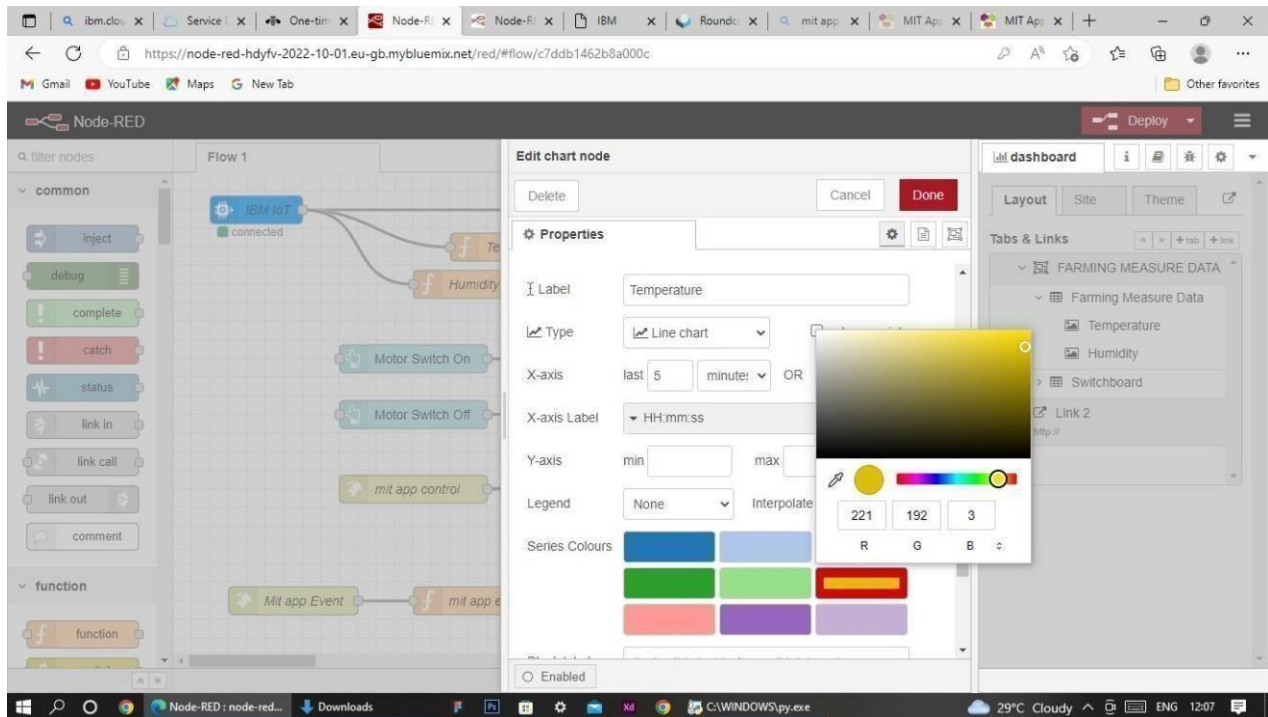 ibm.clou
Service I
One-tim
Node-RE
Node-RE
IBM
Roundc
mit app
MIT App
MIT App
https://node-red-hdyfv-2022-10-01.eu-gb.mybluemix.net/red/#flow/c7ddb1462b8a000c
Gmail YouTube Maps New Tab Other favorites
Node-RED Deploy
filter nodes
common
inject
debug
complete
catch
status
link in
link call
link out
comment
function
function
Flow 1
IBM IoT
connected
Te
Humidity
Motor Switch On
Motor Switch Off
mit app control
Mit app Event
mit app e
Edit chart node
Delete Cancel Done
Properties
Label Temperature
Type Line chart
X-axis last 5 minutes OR
X-axis Label HH:mm:ss
Y-axis min max
Legend None Interpolate
Series Colours
221 192 3
R G B
Enabled
dashboard
Layout Site Theme
Tabs & Links +tab +link
FARMING MEASURE DATA
Farming Measure Data
Temperature
Humidity
Switchboard
Link 2
http://
Node-RED : node-red... Downloads C:\WINDOWS\py.exe 29°C Cloudy ENG 12:07